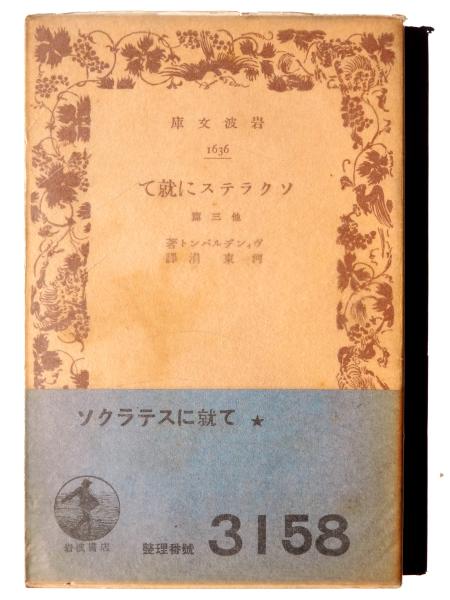 岩波文庫
1636
ソクラテスに就て
他三篇
ヴィンデルバント著
河東涓譯
ソクラテスに就て ★
岩波書店
整理番號 3158